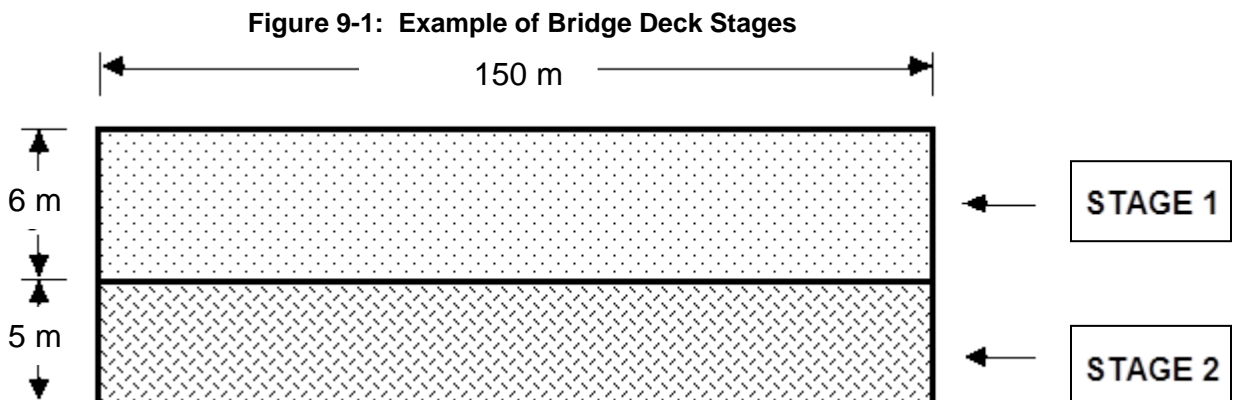 Figure 9-1: Example of Bridge Deck Stages
150 m
6 m
STAGE 1
5 m
STAGE 2